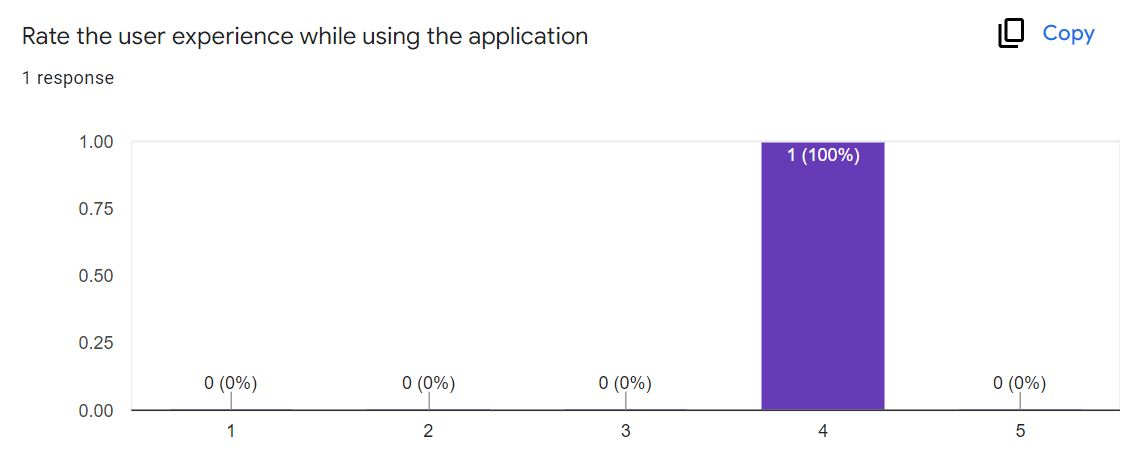 Rate the user experience while using the application
Copy
1 response
1.00
1 (100%)
0.75
0.50
0.25
0 (0%) 0 (0%) 0 (0%) 0 (0%)
0.00
1 2 3 4 5